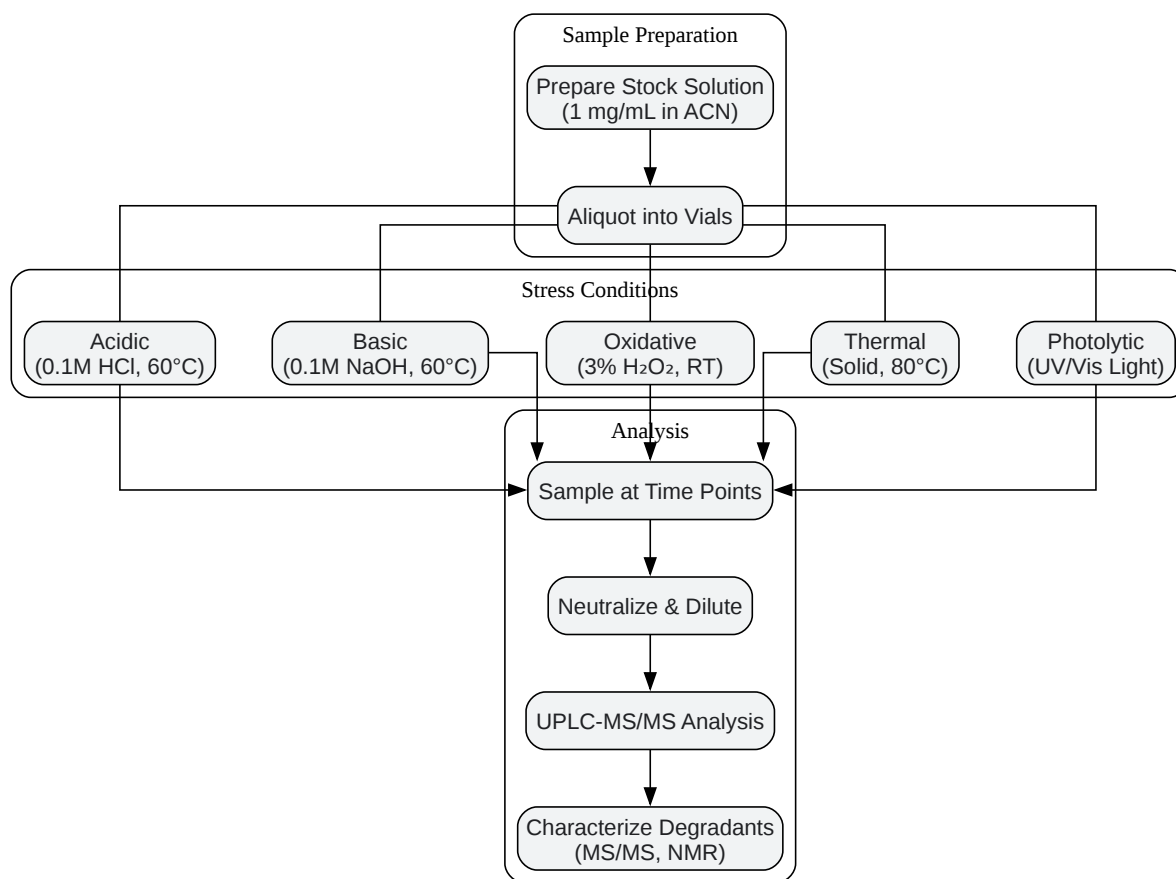 Sample Preparation
Prepare Stock Solution
(1 mg/mL in ACN)
Aliquot into Vials
Stress Conditions
Acidic
(0.1M HCl, 60°C)
Basic
(0.1M NaOH, 60°C)
Oxidative
(3% H₂O₂, RT)
Thermal
(Solid, 80°C)
Photolytic
(UV/Vis Light)
Analysis
Sample at Time Points
Neutralize & Dilute
UPLC-MS/MS Analysis
Characterize Degradants
(MS/MS, NMR)